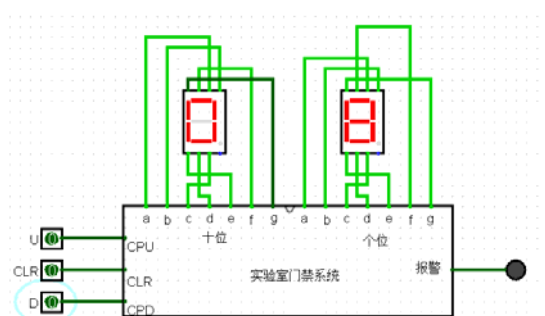 a b c d e f g a b c d e f g
十位 个位
U CPU
CLR CLR 实验室门禁系统 报警
D CPD